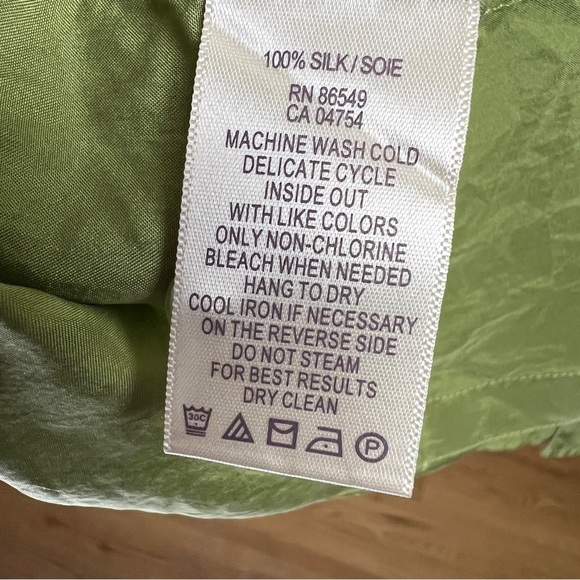 100% SILK / SOIE
RN 86549
CA 04754
MACHINE WASH COLD
DELICATE CYCLE
INSIDE OUT
WITH LIKE COLORS
ONLY NON-CHLORINE
BLEACH WHEN NEEDED
HANG TO DRY
COOL IRON IF NECESSARY
ON THE REVERSE SIDE
DO NOT STEAM
FOR BEST RESULTS
DRY CLEAN
30C P